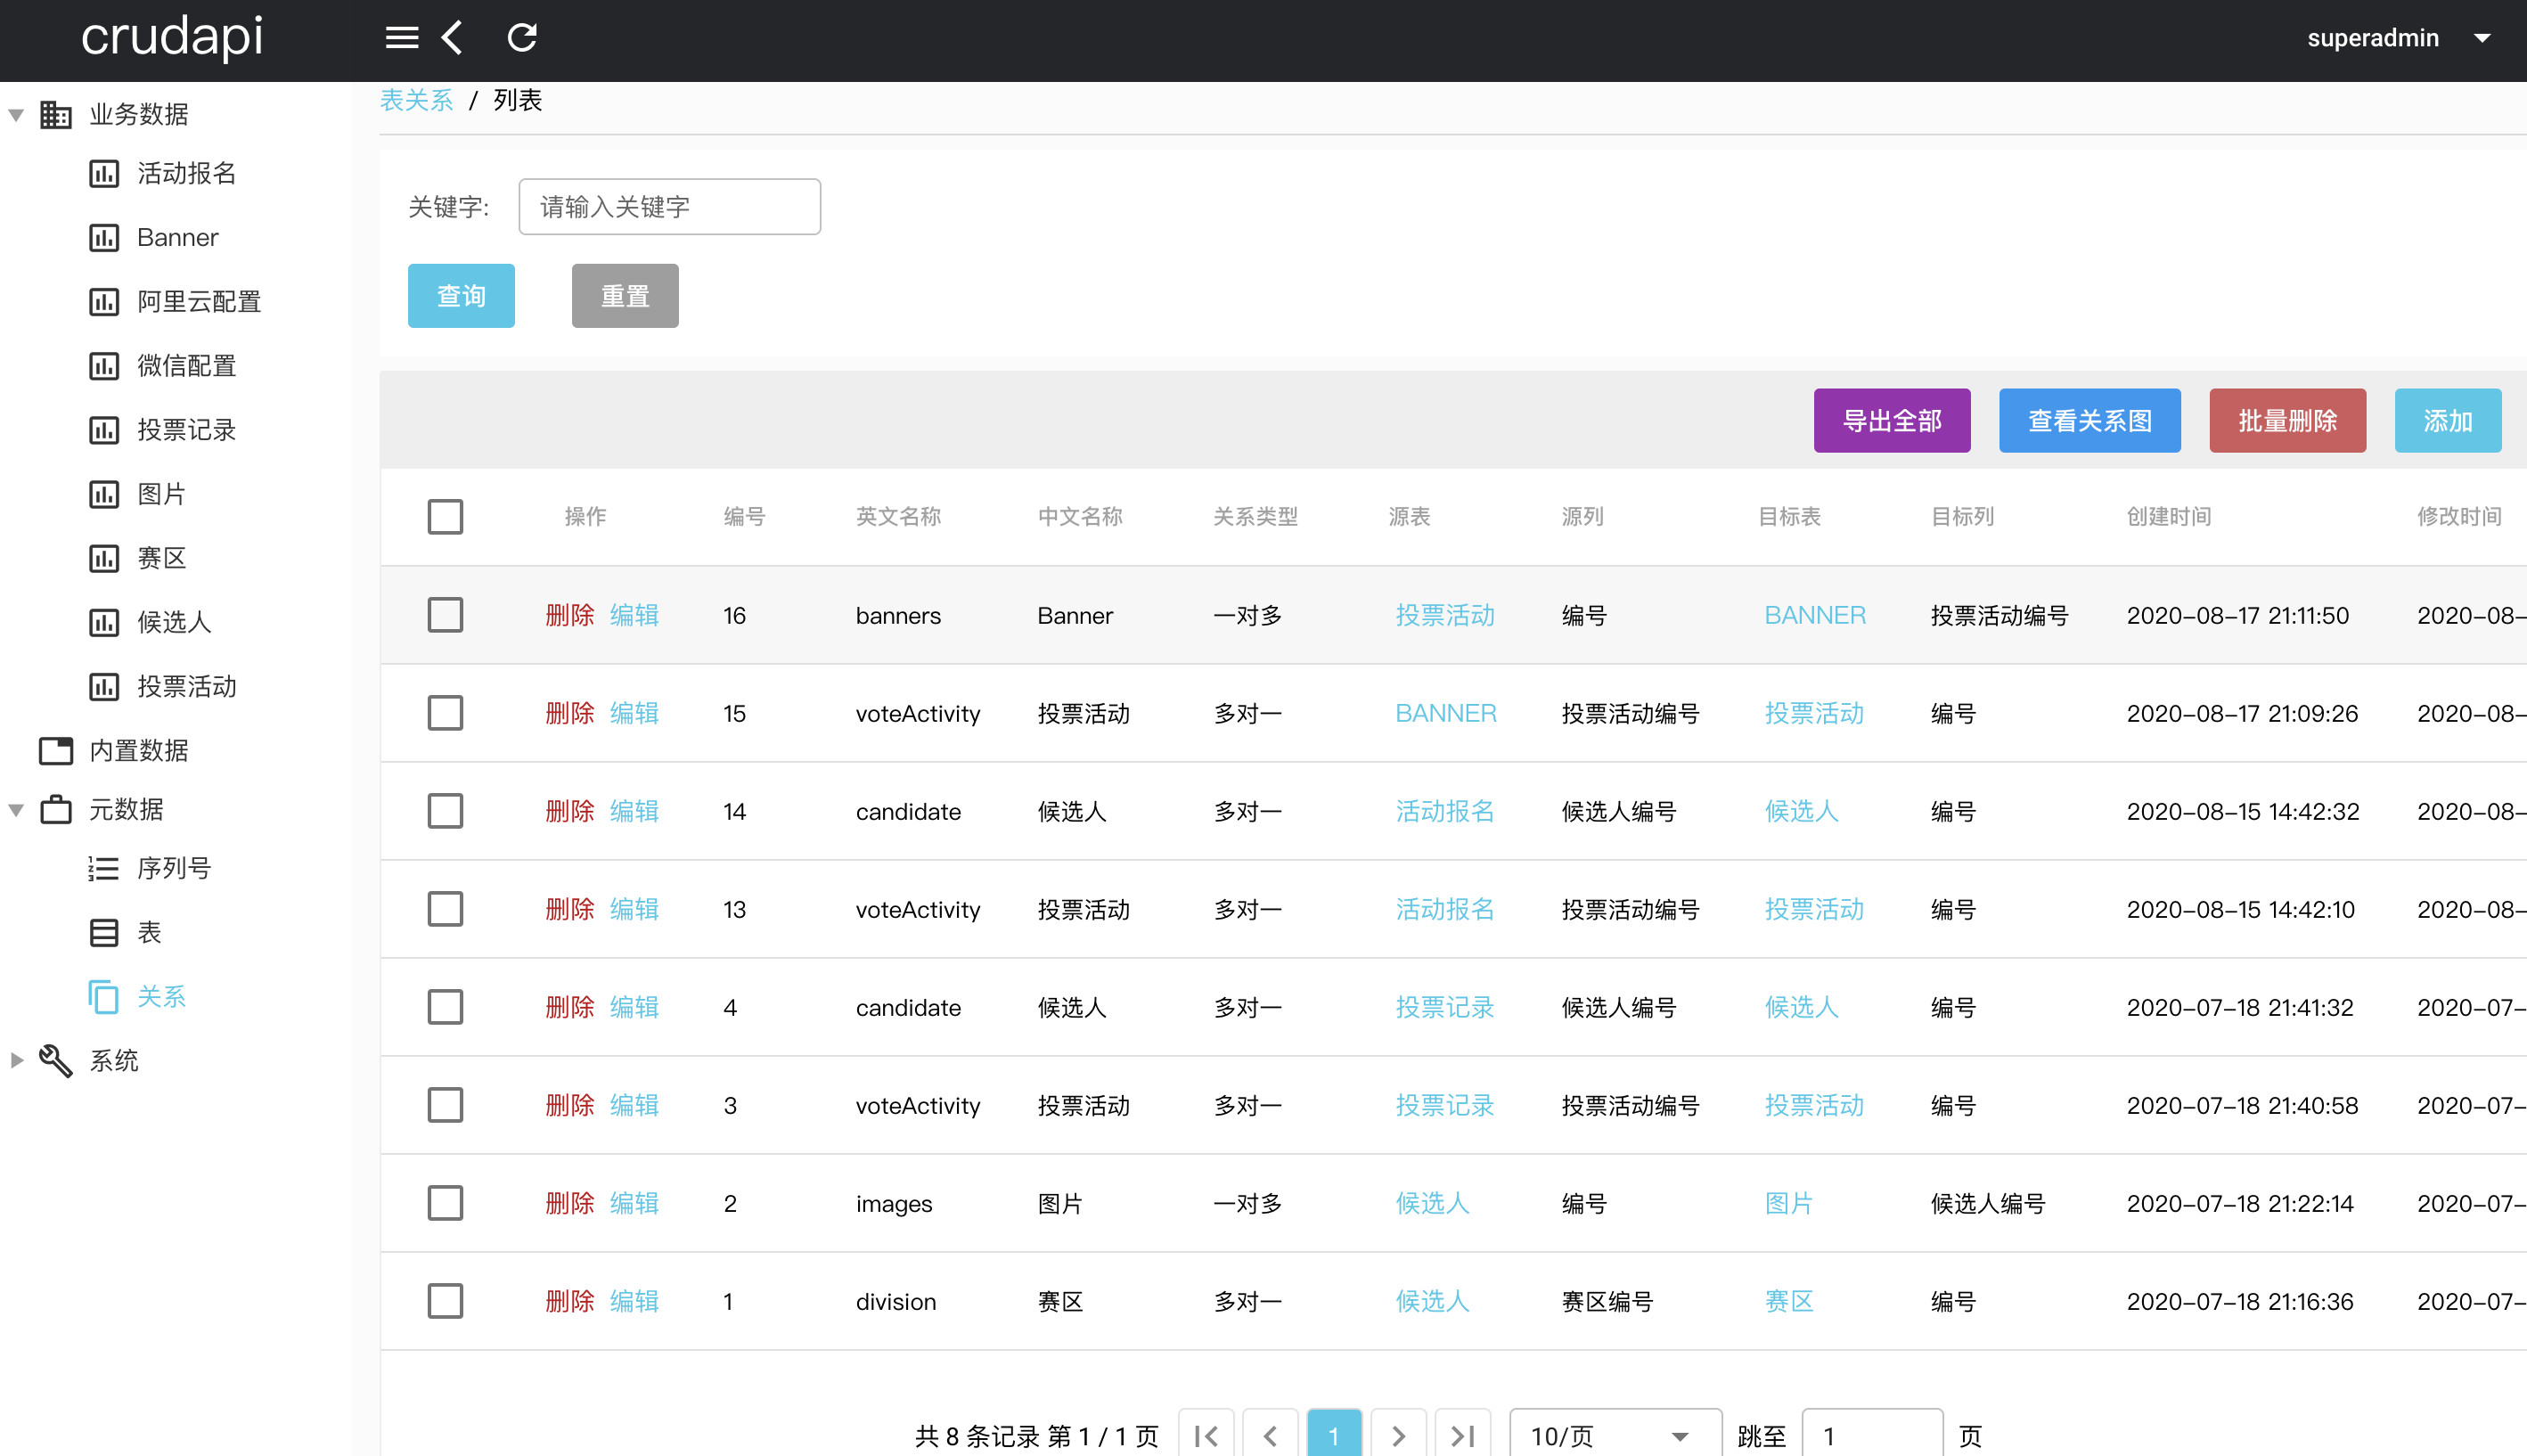 crudapi
superadmin
业务数据
活动报名
Banner
阿里云配置
微信配置
投票记录
图片
赛区
候选人
投票活动
内置数据
元数据
序列号
表
关系
系统
表关系 / 列表
关键字: 请输入关键字
查询 重置
导出全部 查看关系图 批量删除 添加
操作 编号 英文名称 中文名称 关系类型 源表 源列 目标表 目标列 创建时间 修改时间
删除 编辑 16 banners Banner 一对多 投票活动 编号 BANNER 投票活动编号 2020-08-17 21:11:50 2020-08-
删除 编辑 15 voteActivity 投票活动 多对一 BANNER 投票活动编号 投票活动 编号 2020-08-17 21:09:26 2020-08-
删除 编辑 14 candidate 候选人 多对一 活动报名 候选人编号 候选人 编号 2020-08-15 14:42:32 2020-08-
删除 编辑 13 voteActivity 投票活动 多对一 活动报名 投票活动编号 投票活动 编号 2020-08-15 14:42:10 2020-08-
删除 编辑 4 candidate 候选人 多对一 投票记录 候选人编号 候选人 编号 2020-07-18 21:41:32 2020-07-
删除 编辑 3 voteActivity 投票活动 多对一 投票记录 投票活动编号 投票活动 编号 2020-07-18 21:40:58 2020-07-
删除 编辑 2 images 图片 一对多 候选人 编号 图片 候选人编号 2020-07-18 21:22:14 2020-07-
删除 编辑 1 division 赛区 多对一 候选人 赛区编号 赛区 编号 2020-07-18 21:16:36 2020-07-
共 8 条记录 第 1 / 1 页 1 10/页 跳至 1 页